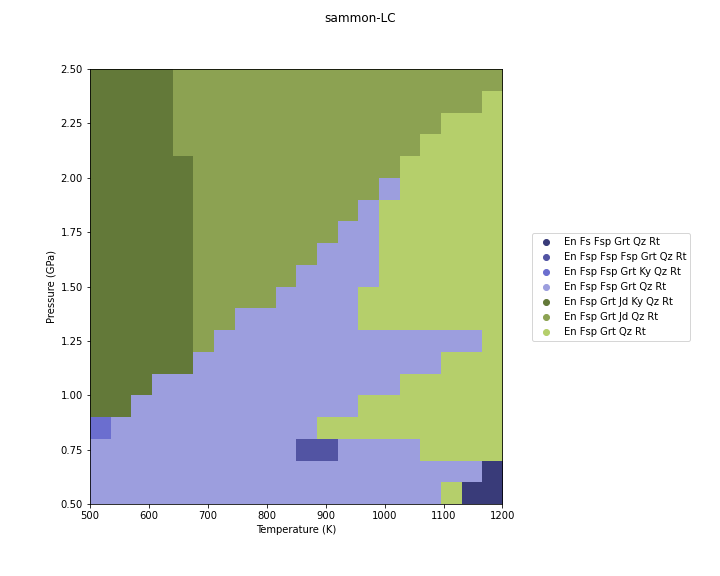 sammon-LC
2.50
2.25
2.00
1.75
1.50
1.25
1.00
0.75
0.50
Pressure (GPa)
500 600 700 800 900 1000 1100 1200
Temperature (K)
En Fs Fsp Grt Qz Rt
En Fsp Fsp Fsp Grt Qz Rt
En Fsp Fsp Grt Ky Qz Rt
En Fsp Fsp Grt Qz Rt
En Fsp Grt Jd Ky Qz Rt
En Fsp Grt Jd Qz Rt
En Fsp Grt Qz Rt